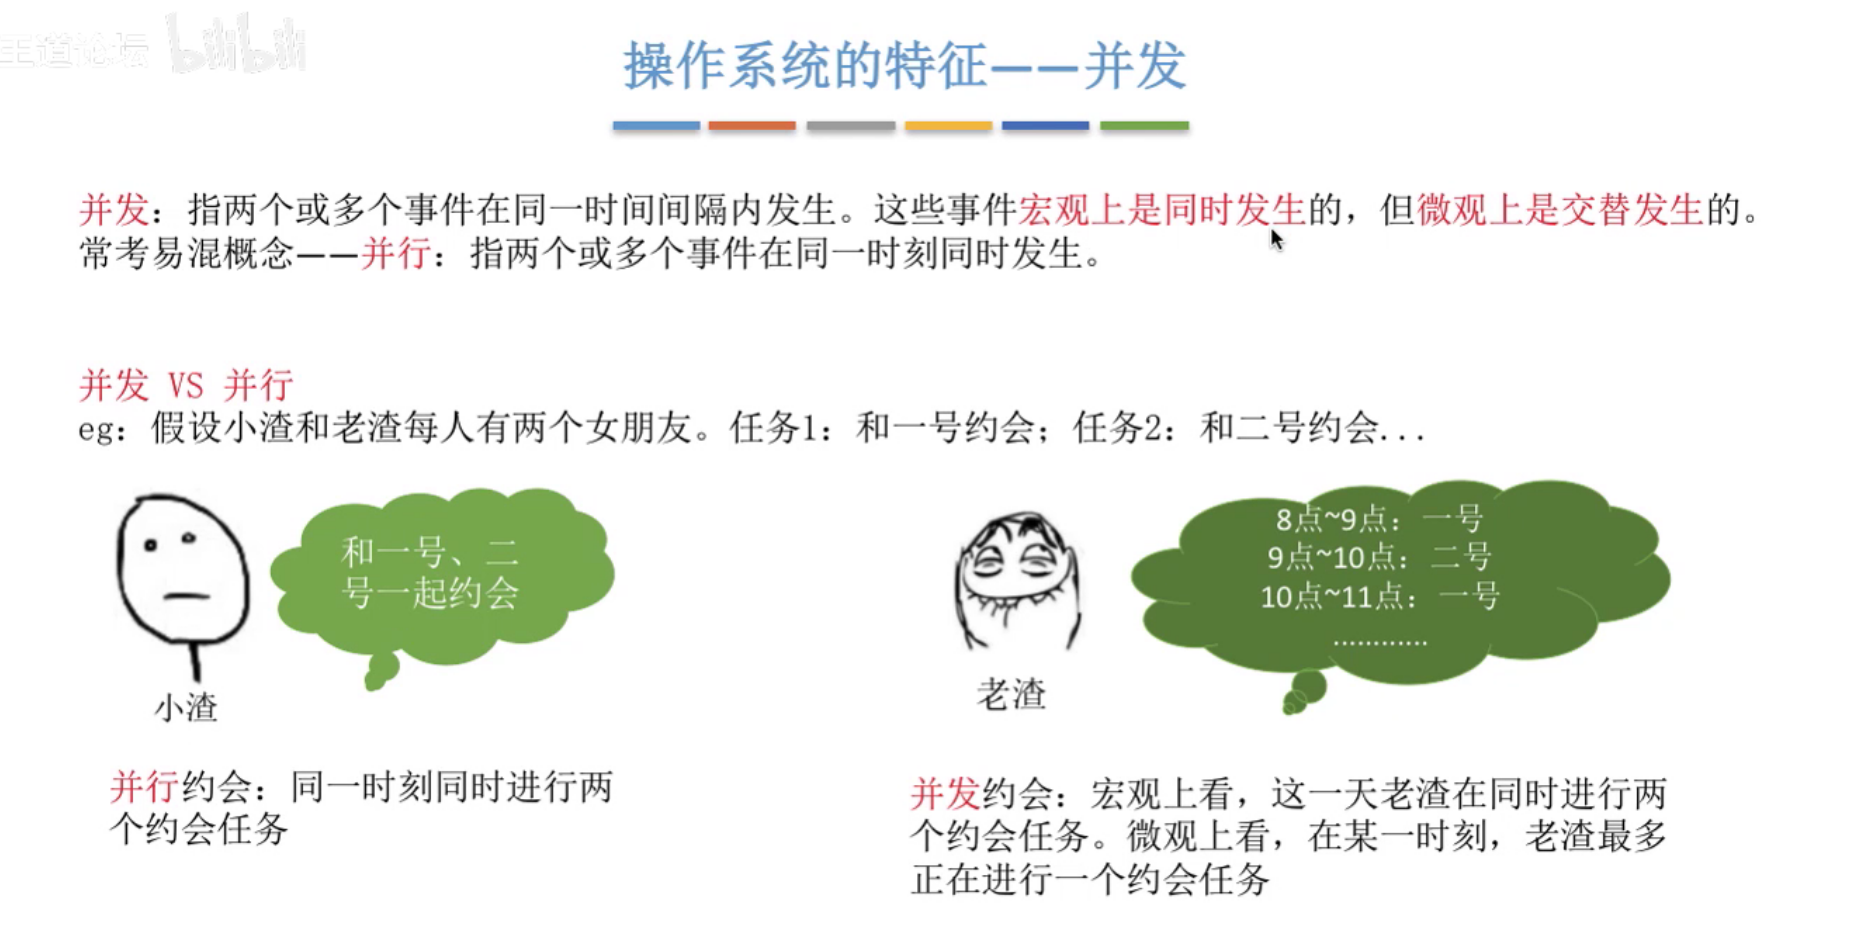 王道论坛 bilibili
操作系统的特征——并发
并发：指两个或多个事件在同一时间间隔内发生。这些事件宏观上是同时发生的，但微观上是交替发生的。
常考易混概念——并行：指两个或多个事件在同一时刻同时发生。
并发 VS 并行
eg：假设小渣和老渣每人有两个女朋友。任务1：和一号约会；任务2：和二号约会...
和一号、二
号一起约会
小渣
并行约会：同一时刻同时进行两
个约会任务
8点~9点：一号
9点~10点：二号
10点~11点：一号
............
老渣
并发约会：宏观上看，这一天老渣在同时进行两
个约会任务。微观上看，在某一时刻，老渣最多
正在进行一个约会任务